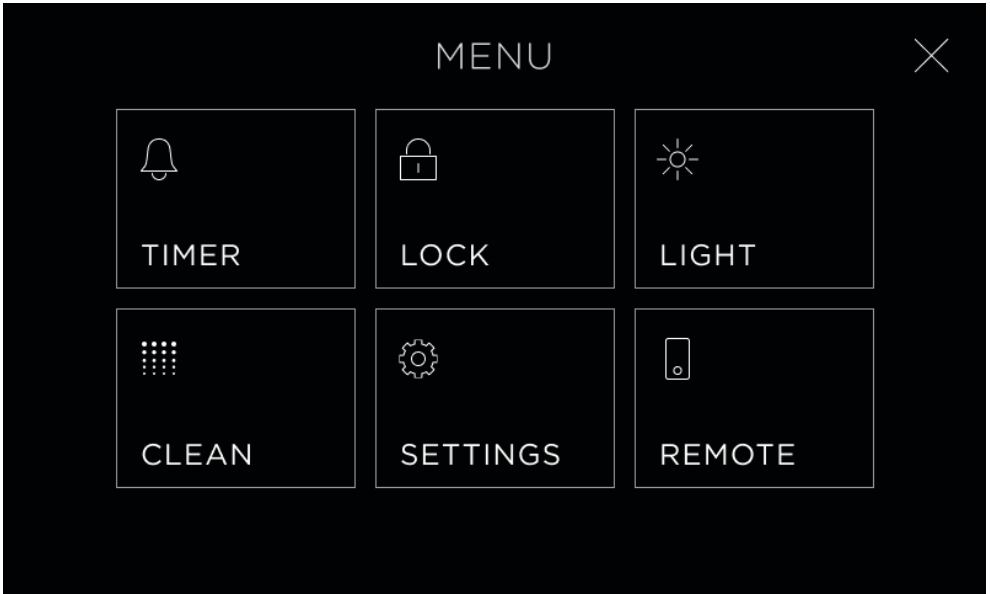 MENU
TIMER
LOCK
LIGHT
CLEAN
SETTINGS
REMOTE